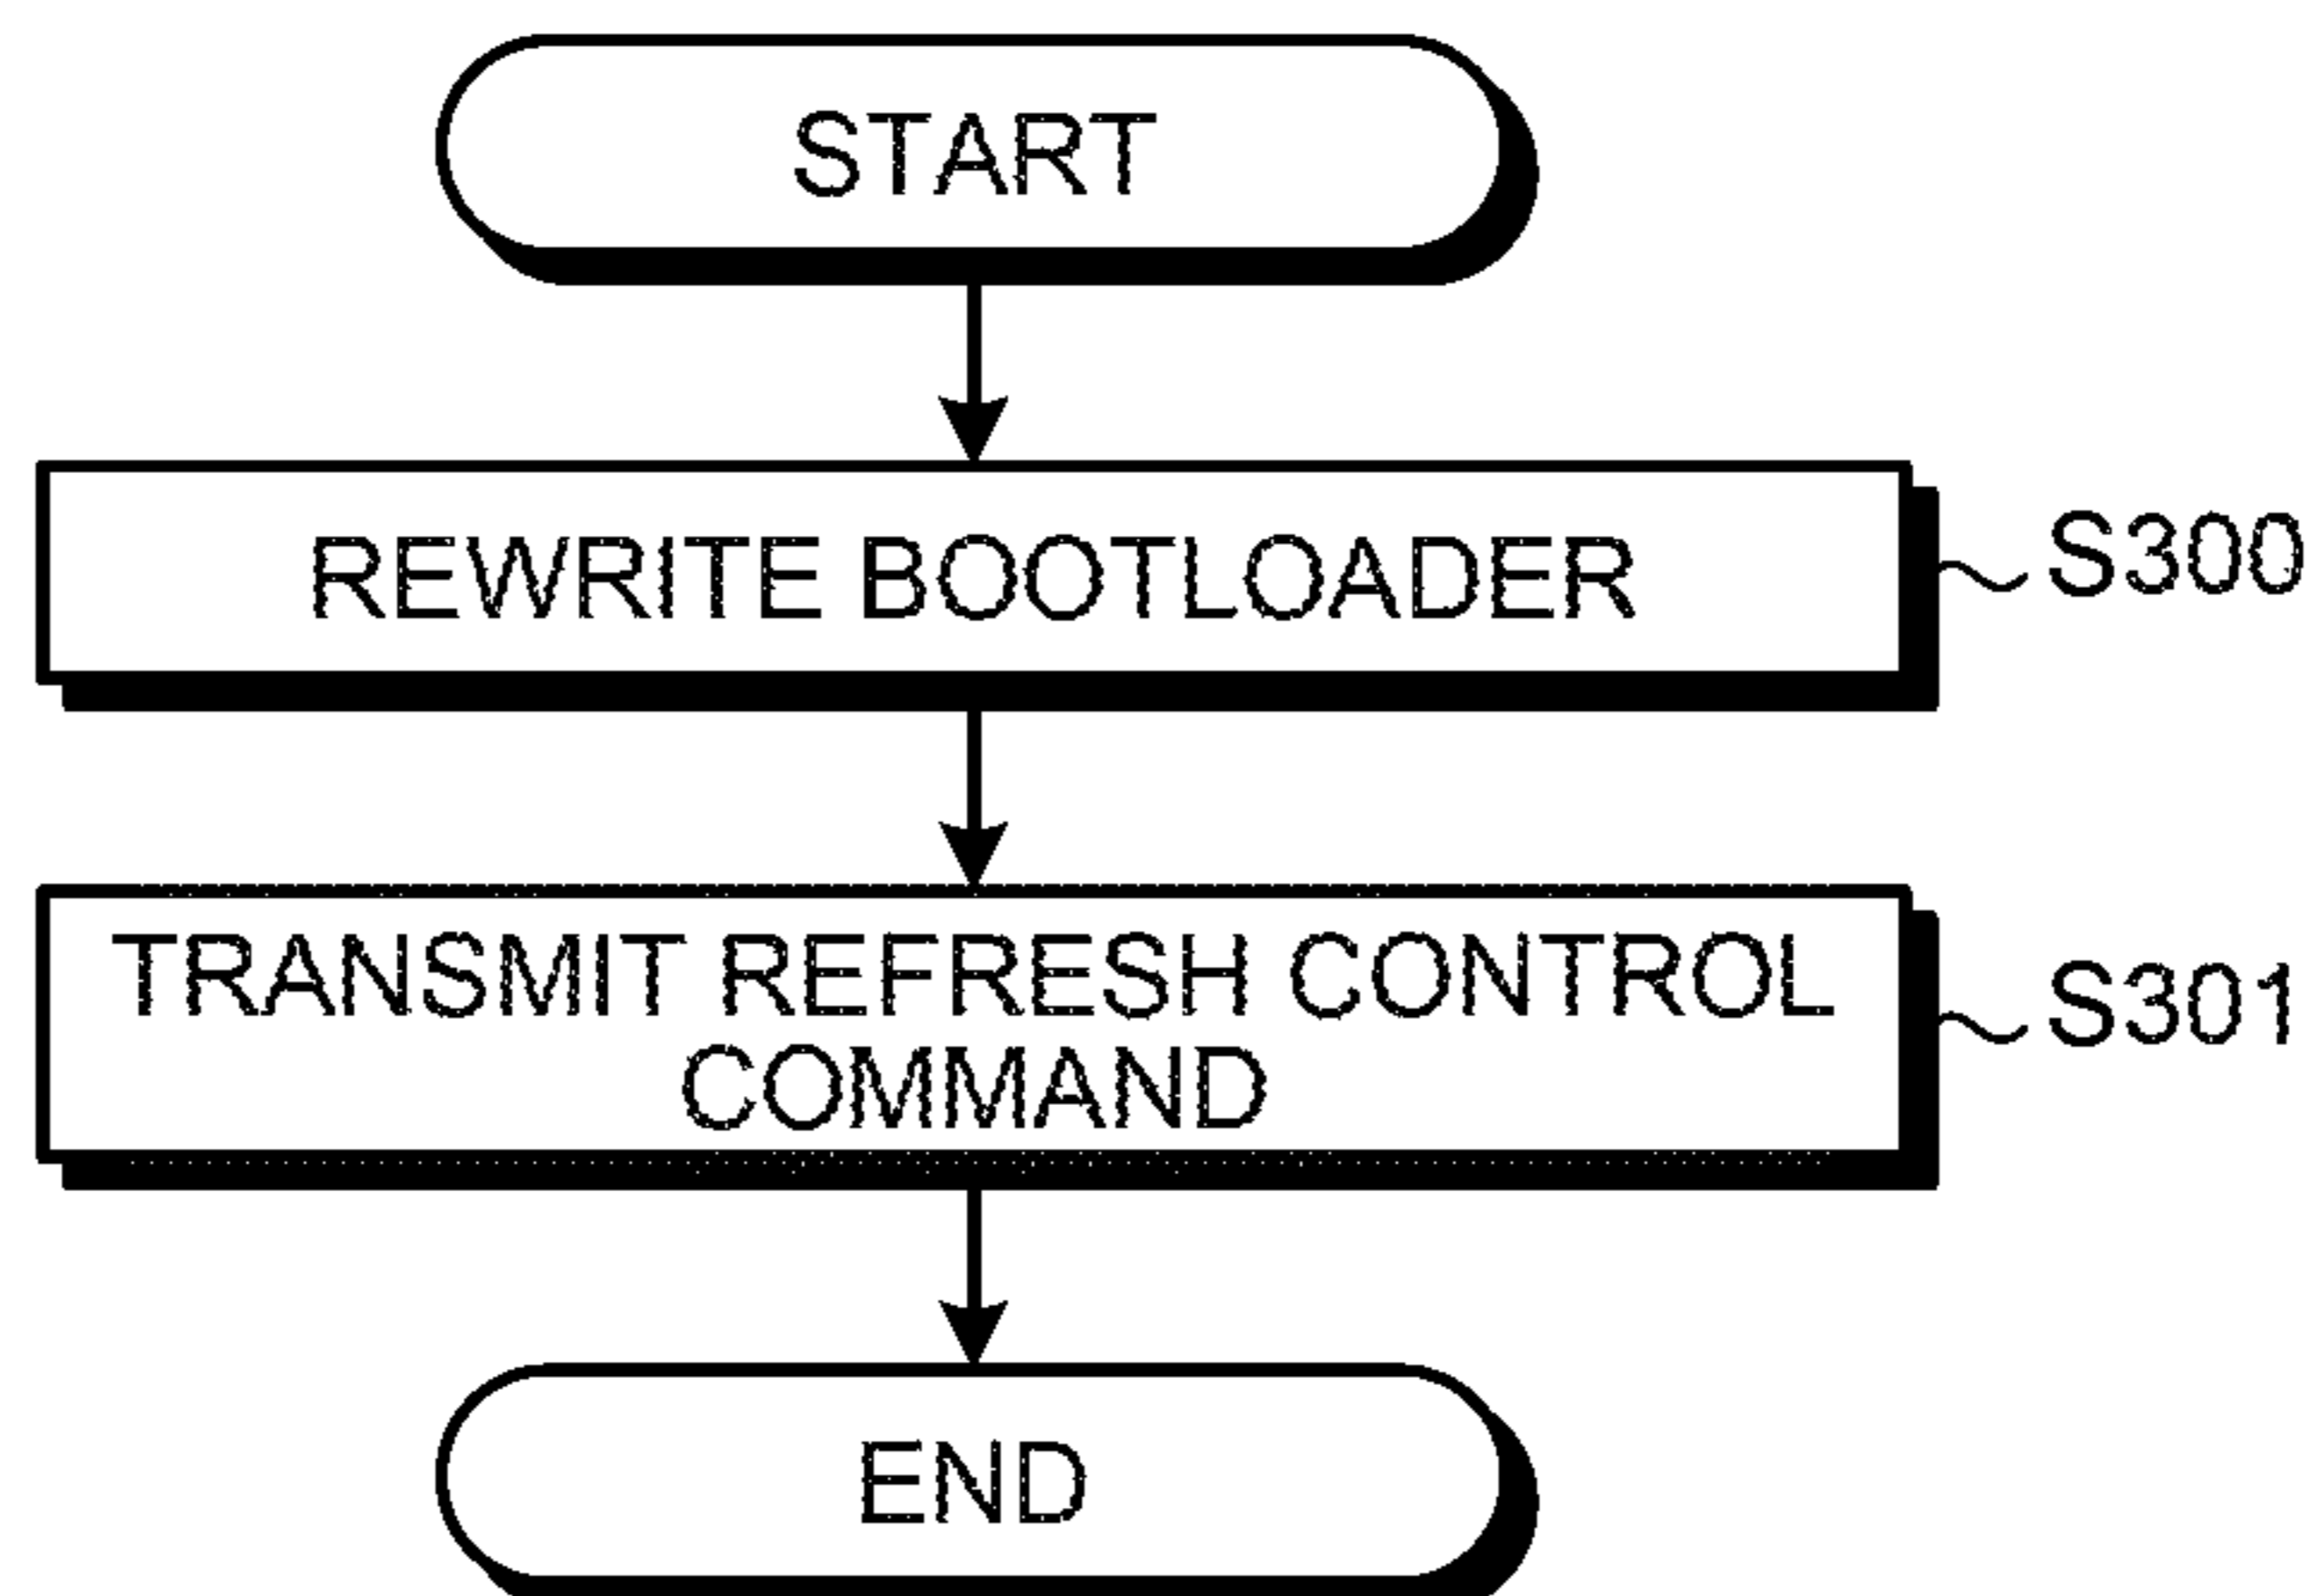 START
REWRITE BOOTLOADER
S300
TRANSMIT REFRESH CONTROL
COMMAND
S301
END